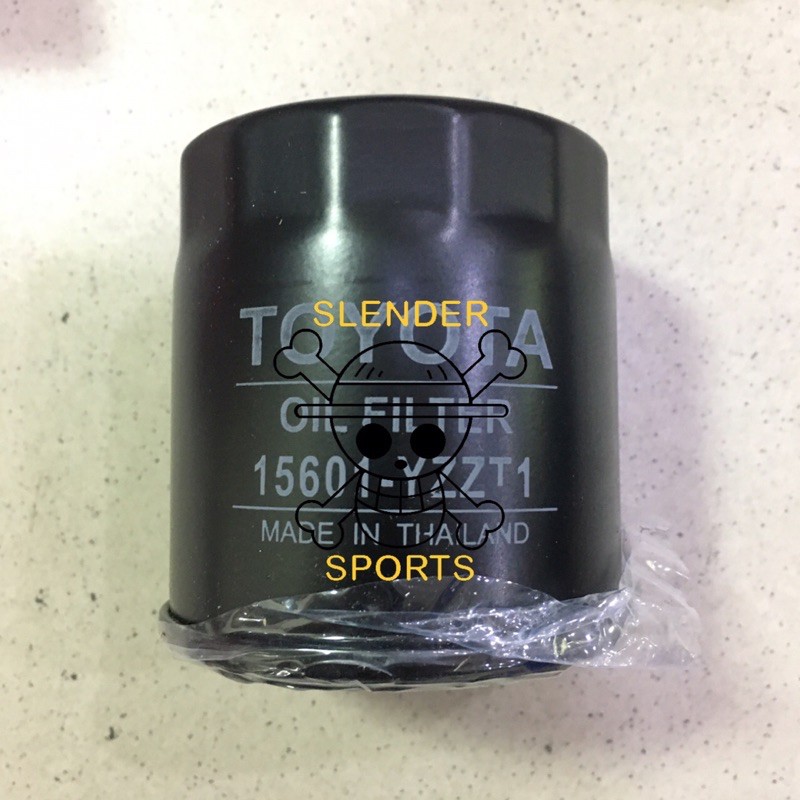 SLENDER
TOYOTA
OIL FILTER
15601-YZZT1
MADE IN THAILAND
SPORTS